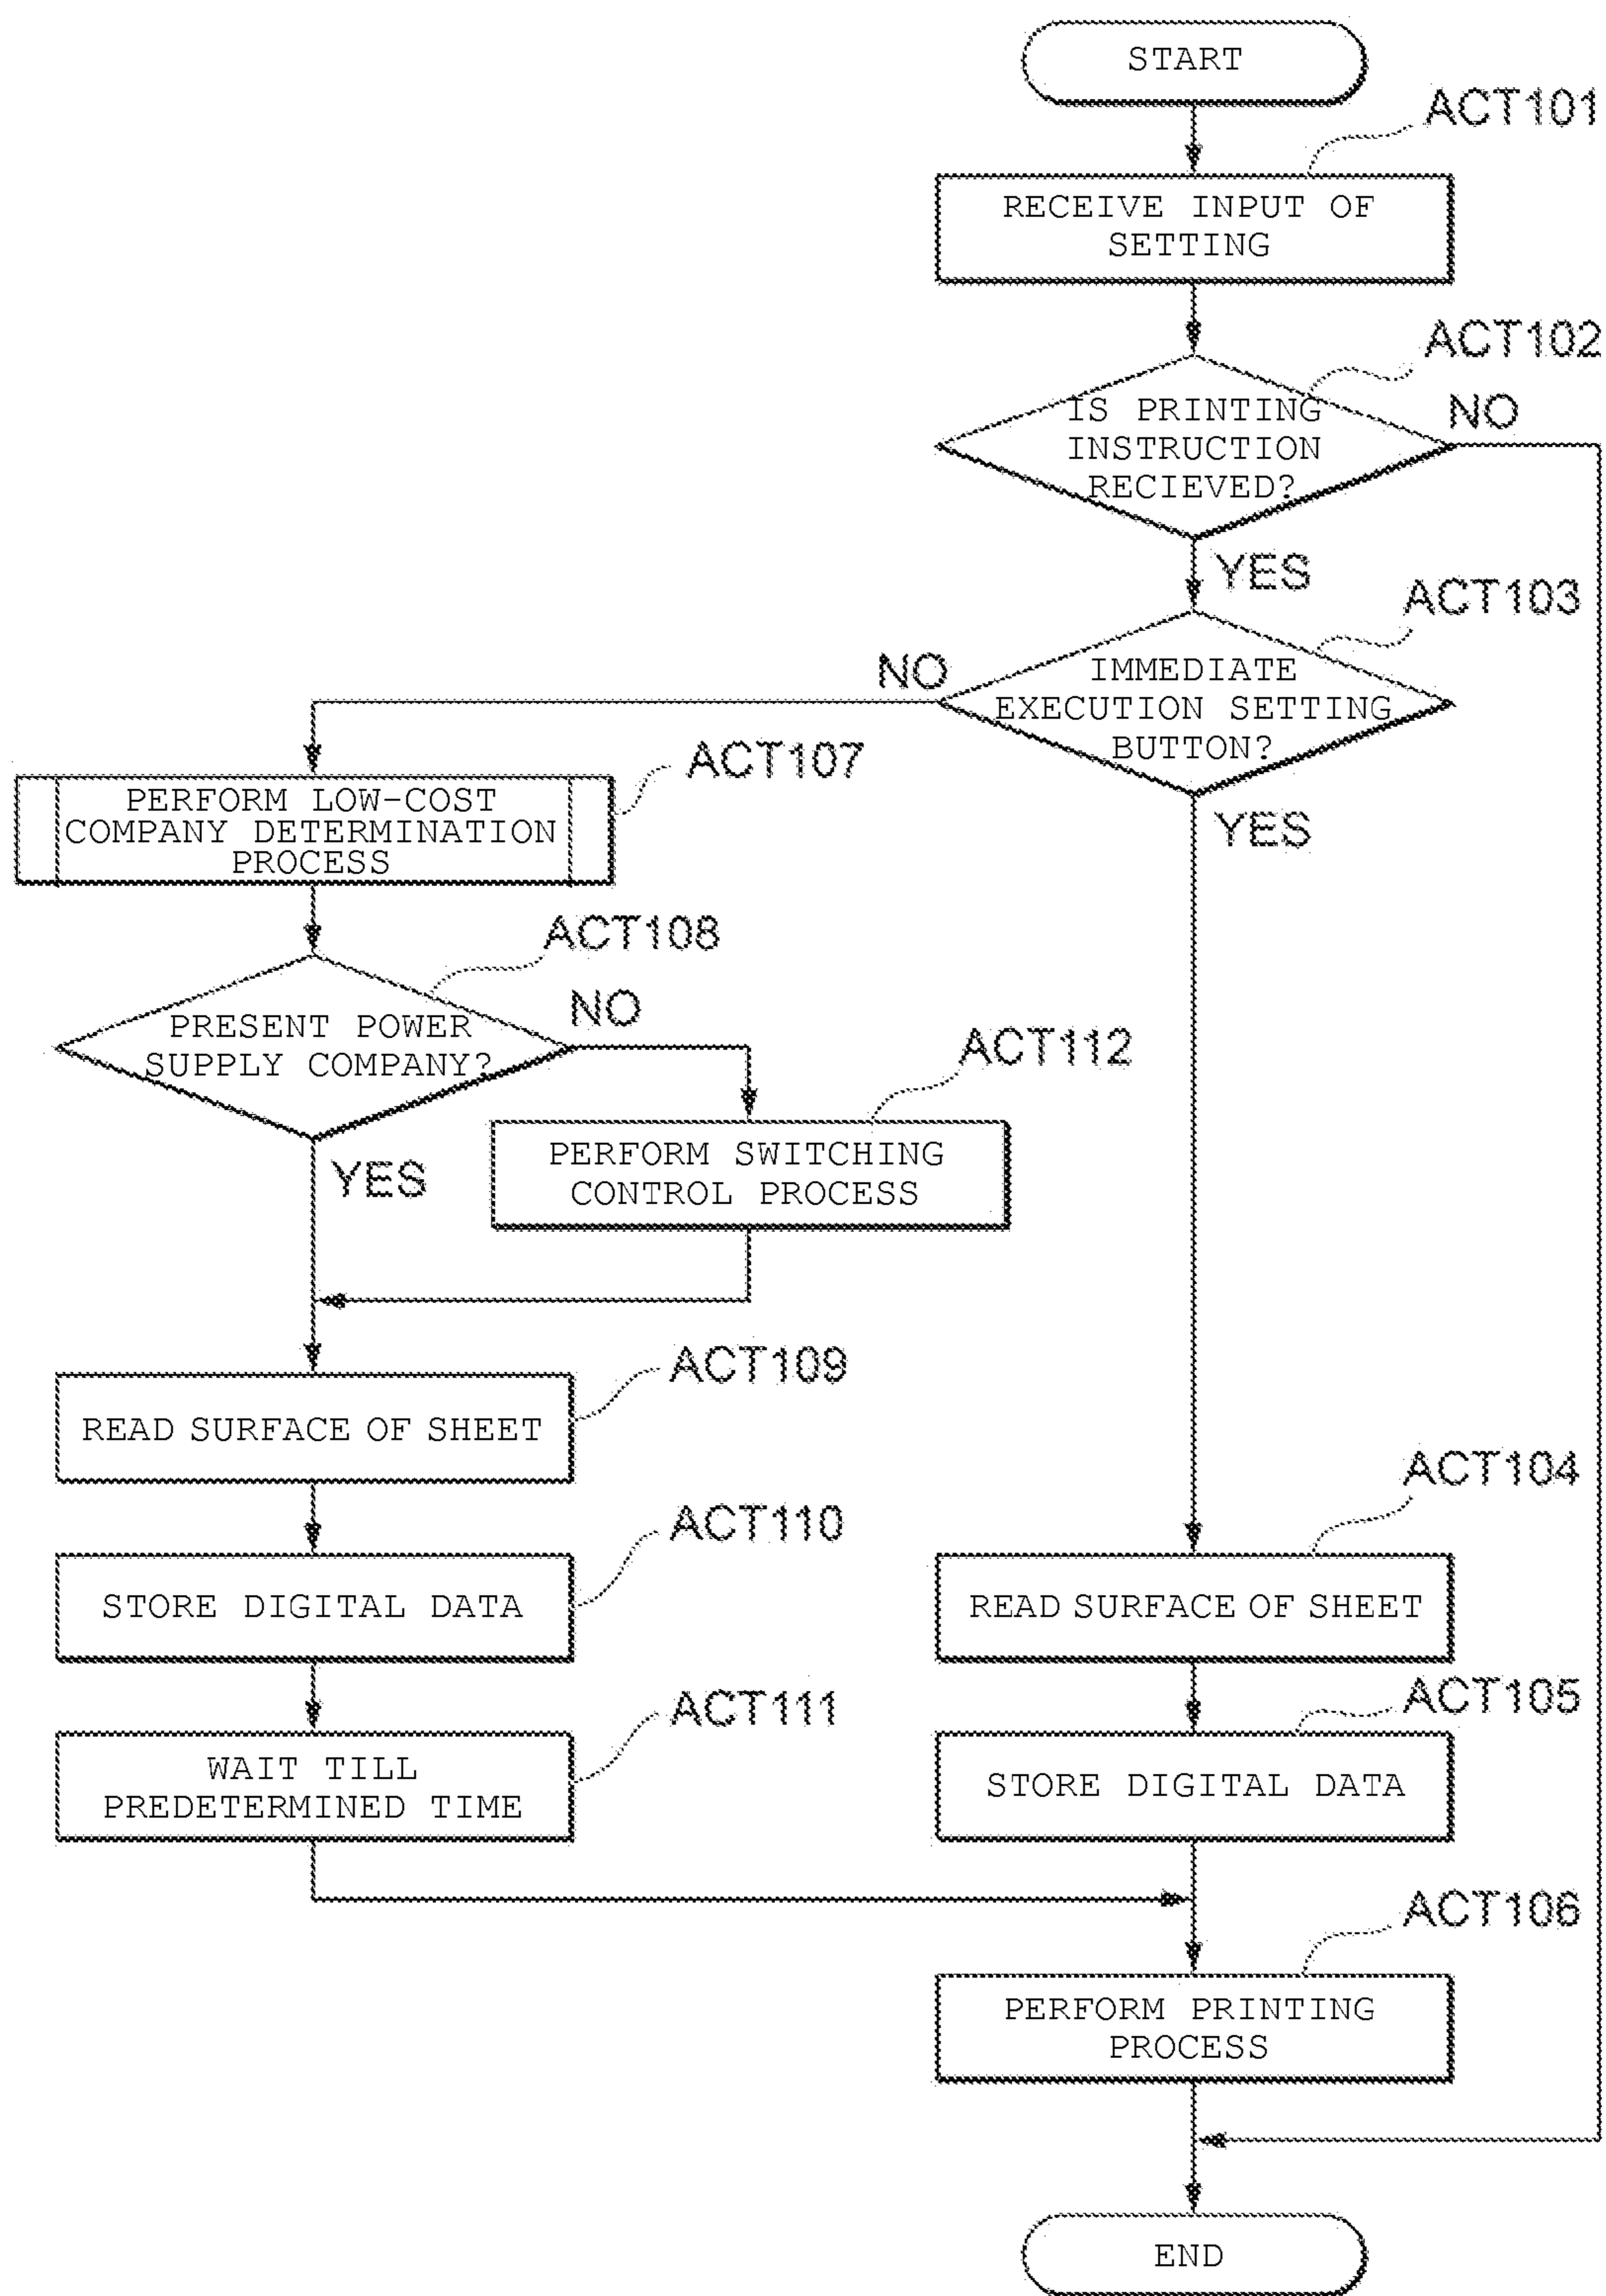 START
ACT101
RECEIVE INPUT OF
SETTING
ACT102
IS PRINTING
INSTRUCTION
RECIEVED?
NO
YES
ACT103
IMMEDIATE
EXECUTION SETTING
BUTTON?
NO
YES
ACT107
PERFORM LOW-COST
COMPANY DETERMINATION
PROCESS
ACT108
PRESENT POWER
SUPPLY COMPANY?
NO
YES
ACT112
PERFORM SWITCHING
CONTROL PROCESS
ACT109
READ SURFACE OF SHEET
ACT110
STORE DIGITAL DATA
ACT111
WAIT TILL
PREDETERMINED TIME
ACT104
READ SURFACE OF SHEET
ACT105
STORE DIGITAL DATA
ACT106
PERFORM PRINTING
PROCESS
END